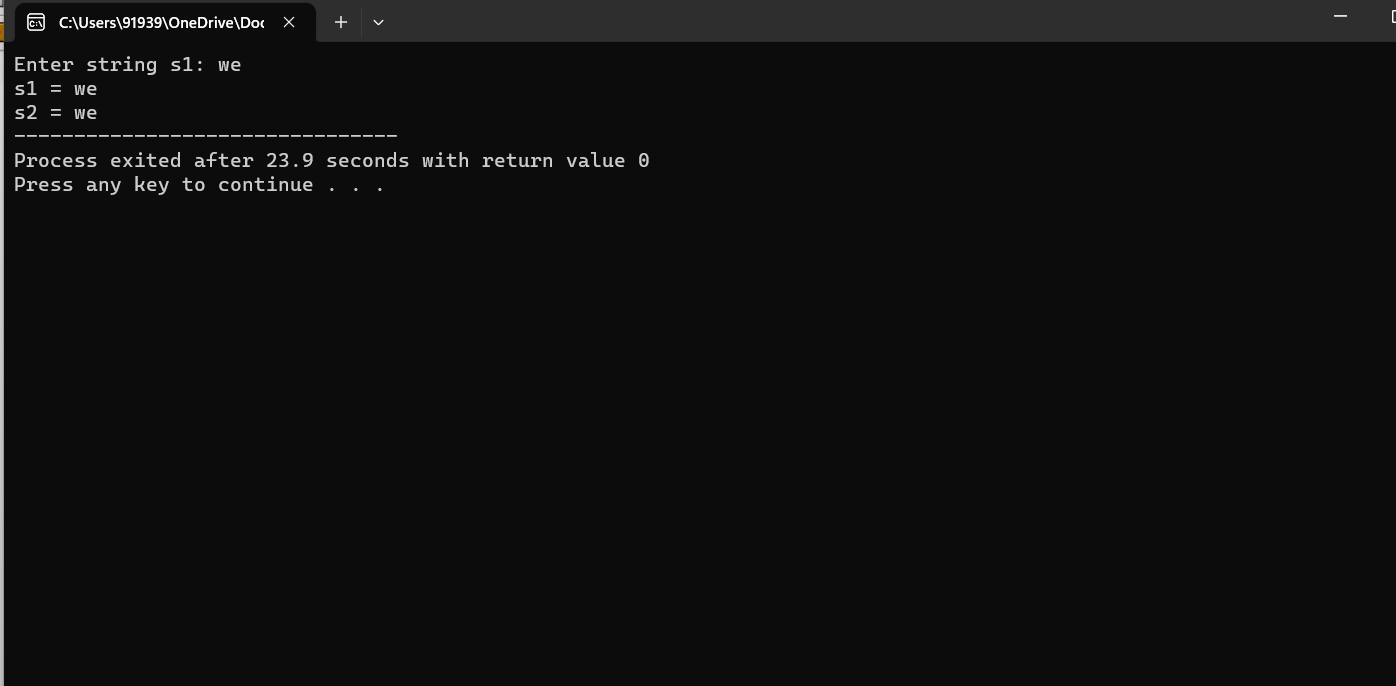 C:\Users\91939\OneDrive\Doc
Enter string s1: we
s1 = we
s2 = we
--------------------------------
Process exited after 23.9 seconds with return value 0
Press any key to continue . . .